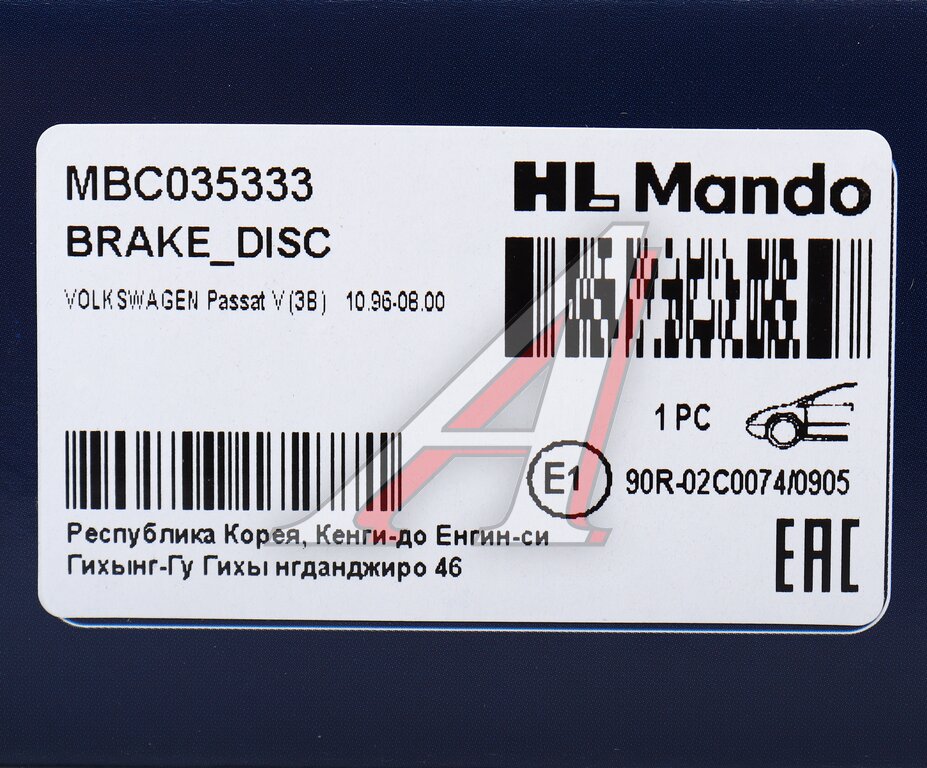 MBC035333
HL Mando
BRAKE_DISC
VOLKSWAGEN Passat V(3B) 10.96-08.00
1 PC
E1
90R-02C0074/0905
Республика Корея, Кенги-до Енгин-си
Гихынг-Гу Гихы нгданджиро 46
EAC